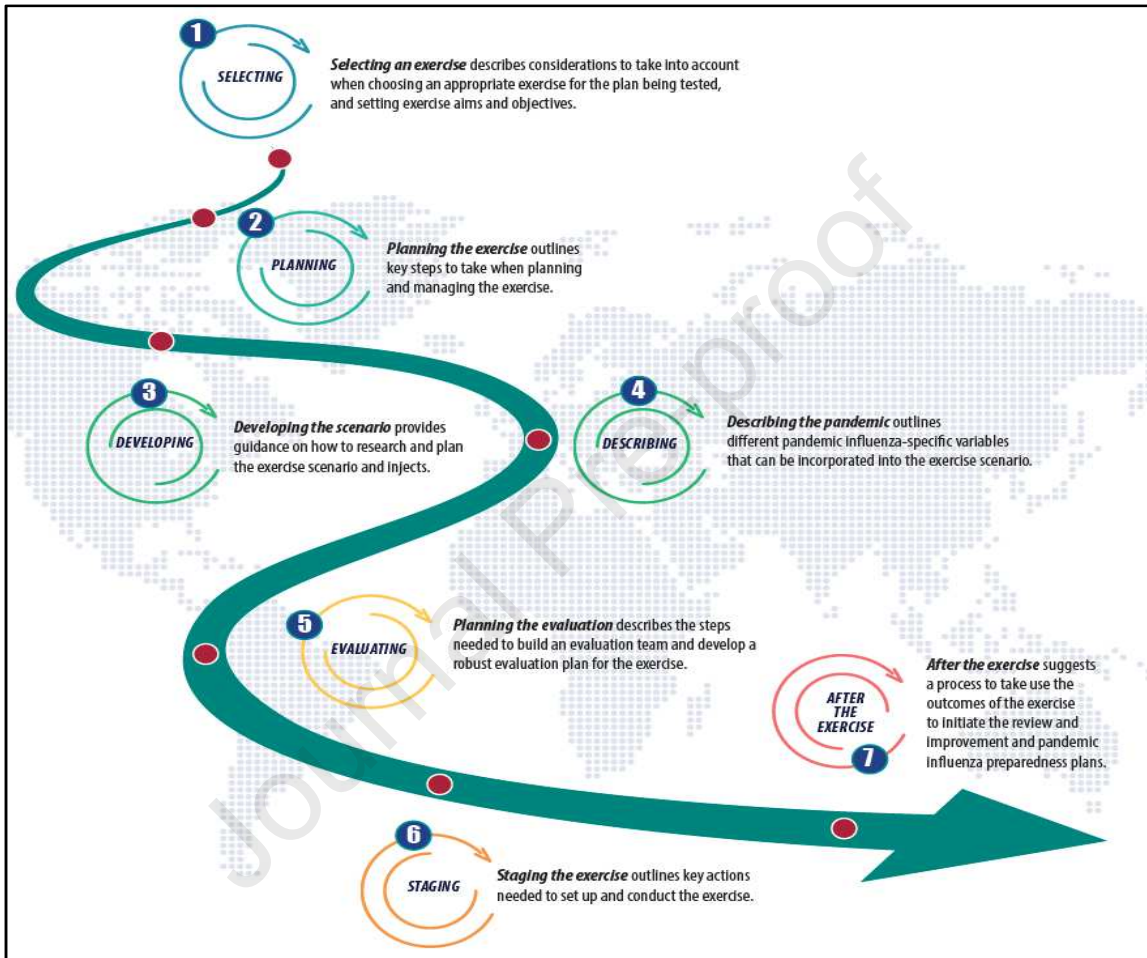 1
SELECTING
Selecting an exercise describes considerations to take into account
when choosing an appropriate exercise for the plan being tested,
and setting exercise aims and objectives.
2
PLANNING
Planning the exercise outlines
key steps to take when planning
and managing the exercise.
3
DEVELOPING
Developing the scenario provides
guidance on how to research and plan
the exercise scenario and injects.
4
DESCRIBING
Describing the pandemic outlines
different pandemic influenza-specific variables
that can be incorporated into the exercise scenario.
5
EVALUATING
Planning the evaluation describes the steps
needed to build an evaluation team and develop a
robust evaluation plan for the exercise.
6
STAGING
Staging the exercise outlines key actions
needed to set up and conduct the exercise.
AFTER
THE
EXERCISE
7
After the exercise suggests
a process to take use the
outcomes of the exercise
to initiate the review and
improvement and pandemic
influenza preparedness plans.
Journal Pre-proof